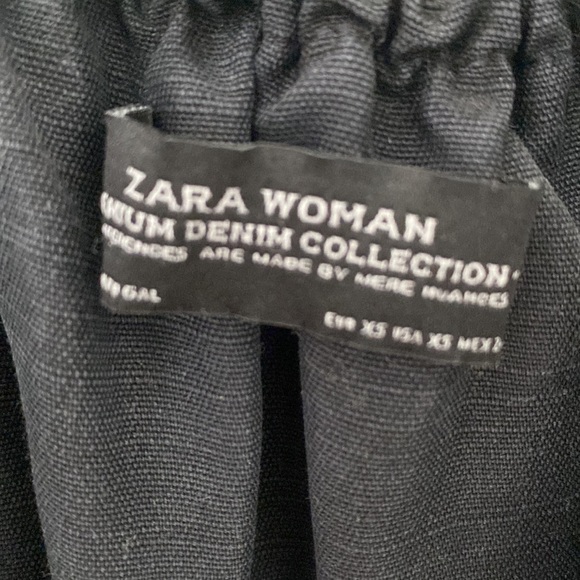 ZARA WOMAN
DENIM COLLECTION
ARE MADE BY MERE NUANCES
EUR XS USA XS MEX 2